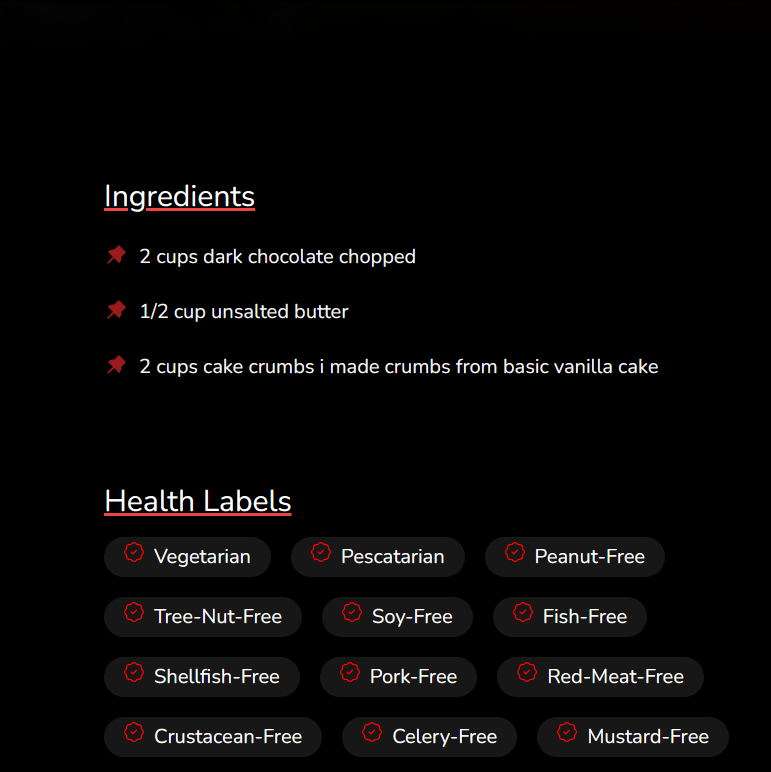 Ingredients
2 cups dark chocolate chopped
1/2 cup unsalted butter
2 cups cake crumbs i made crumbs from basic vanilla cake
Health Labels
Vegetarian Pescatarian Peanut-Free
Tree-Nut-Free Soy-Free Fish-Free
Shellfish-Free Pork-Free Red-Meat-Free
Crustacean-Free Celery-Free Mustard-Free